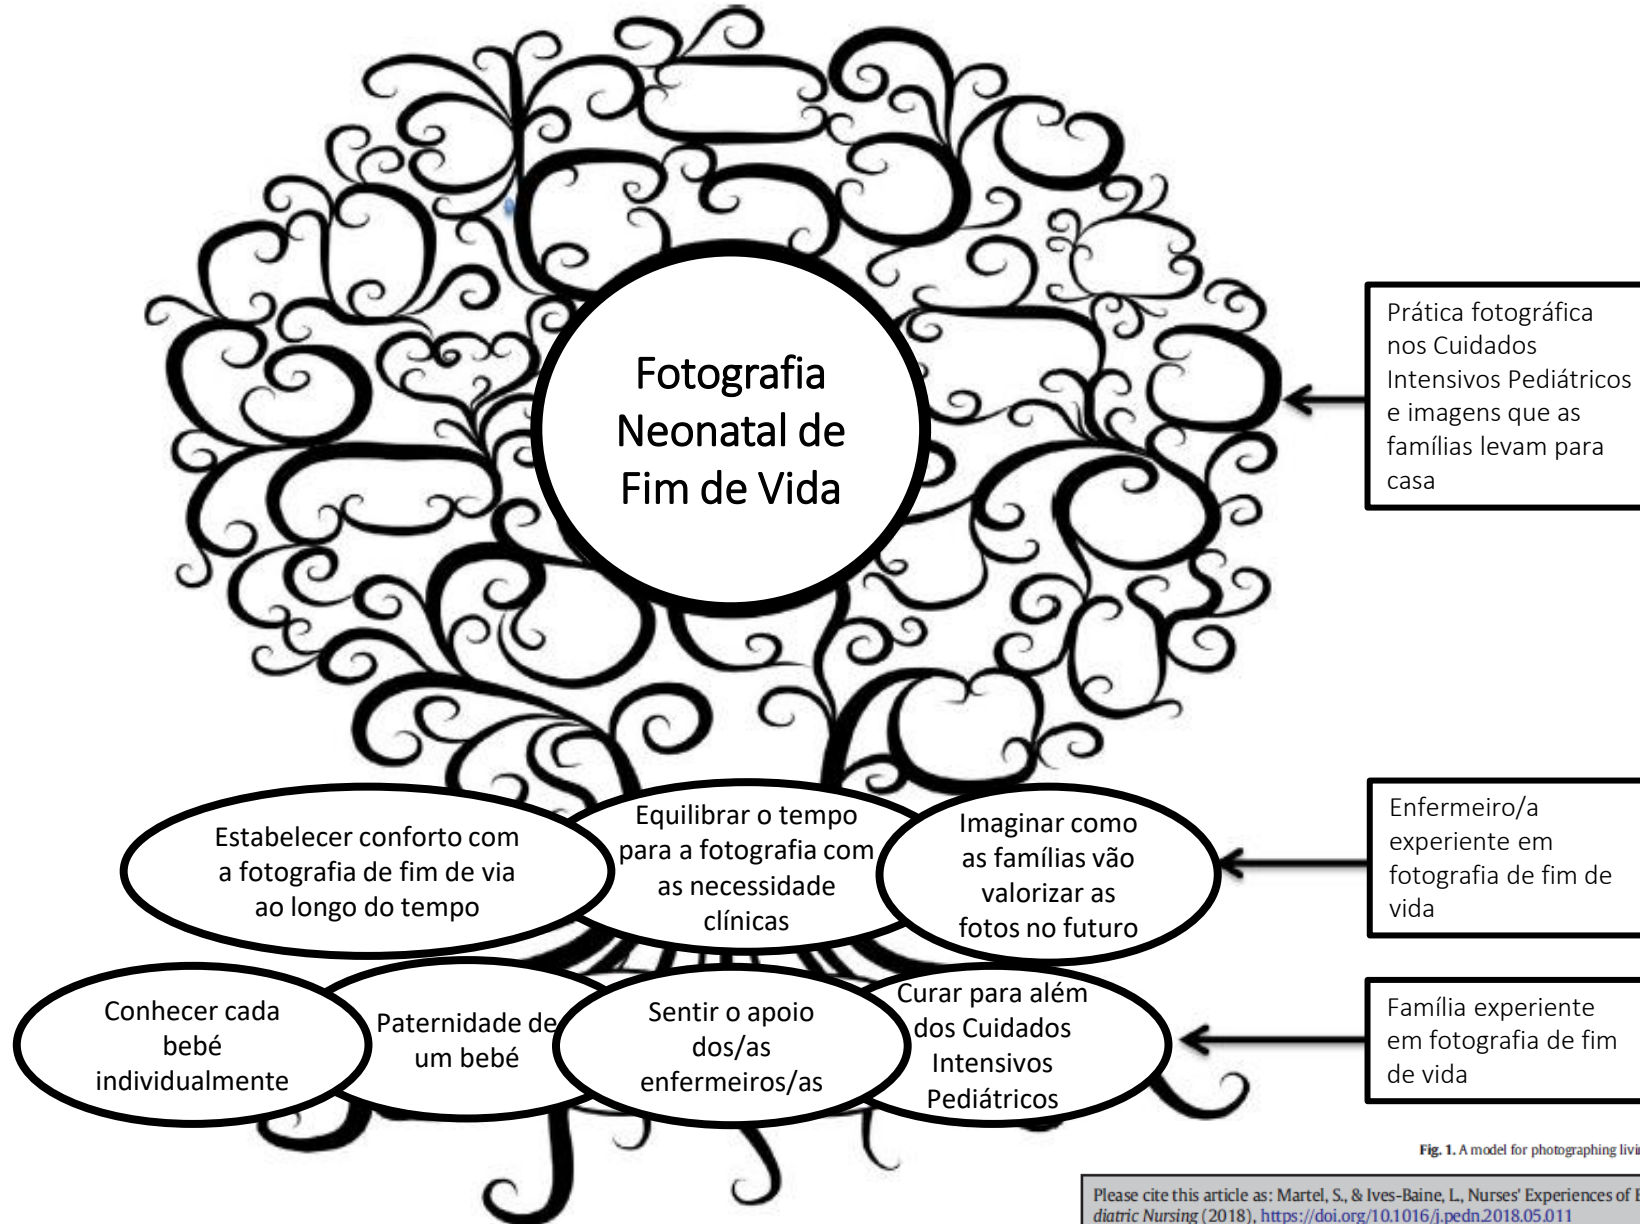 Fotografia
Neonatal de
Fim de Vida
Prática fotográfica
nos Cuidados
Intensivos Pediátricos
e imagens que as
famílias levam para
casa
Estabelecer conforto com
a fotografia de fim de via
ao longo do tempo
Equilibrar o tempo
para a fotografia com
as necessidade
clínicas
Imaginar como
as famílias vão
valorizar as
fotos no futuro
Enfermeiro/a
experiente em
fotografia de fim de
vida
Conhecer cada
bebé
individualmente
Paternidade de
um bebé
Sentir o apoio
dos/as
enfermeiros/as
Curar para além
dos Cuidados
Intensivos
Pediátricos
Família experiente
em fotografia de fim
de vida
Fig. 1. A model for photographing
Please cite this article as: Martel, S., & Ives-Baine, L., Nurses' Experiences of
diatric Nursing (2018), https://doi.org/10.1016/j.pedn.2018.05.011